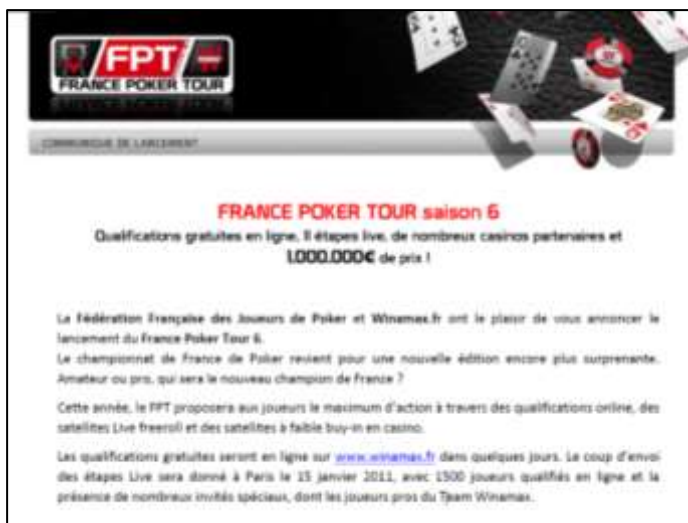 FPT
FRANCE POKER TOUR
COMMUNIQUE DE LANCEMENT
FRANCE POKER TOUR saison 6
Qualifications gratuites en ligne, 11 étapes live, de nombreux casinos partenaires et
1.000.000€ de prix !
La Fédération Française des Joueurs de Poker et Winamax.fr ont le plaisir de vous annoncer le
lancement du France Poker Tour 6.
Le championnat de France de Poker revient pour une nouvelle édition encore plus surprenante.
Amateur ou pro, qui sera le nouveau champion de France ?
Cette année, le FPT proposera aux joueurs le maximum d'action à travers des qualifications online, des
satellites Live freeroll et des satellites à faible buy-in en casino.
Les qualifications gratuites seront en ligne sur www.winamax.fr dans quelques jours. Le coup d'envoi
des étapes Live sera donné à Paris le 15 janvier 2011, avec 1500 joueurs qualifiés en ligne et la
présence de nombreux invités spéciaux, dont les joueurs pros du Team Winamax.